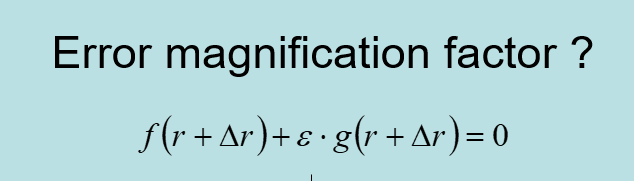 Error magnification factor ?
f(r + Δr) + ε · g(r + Δr) = 0